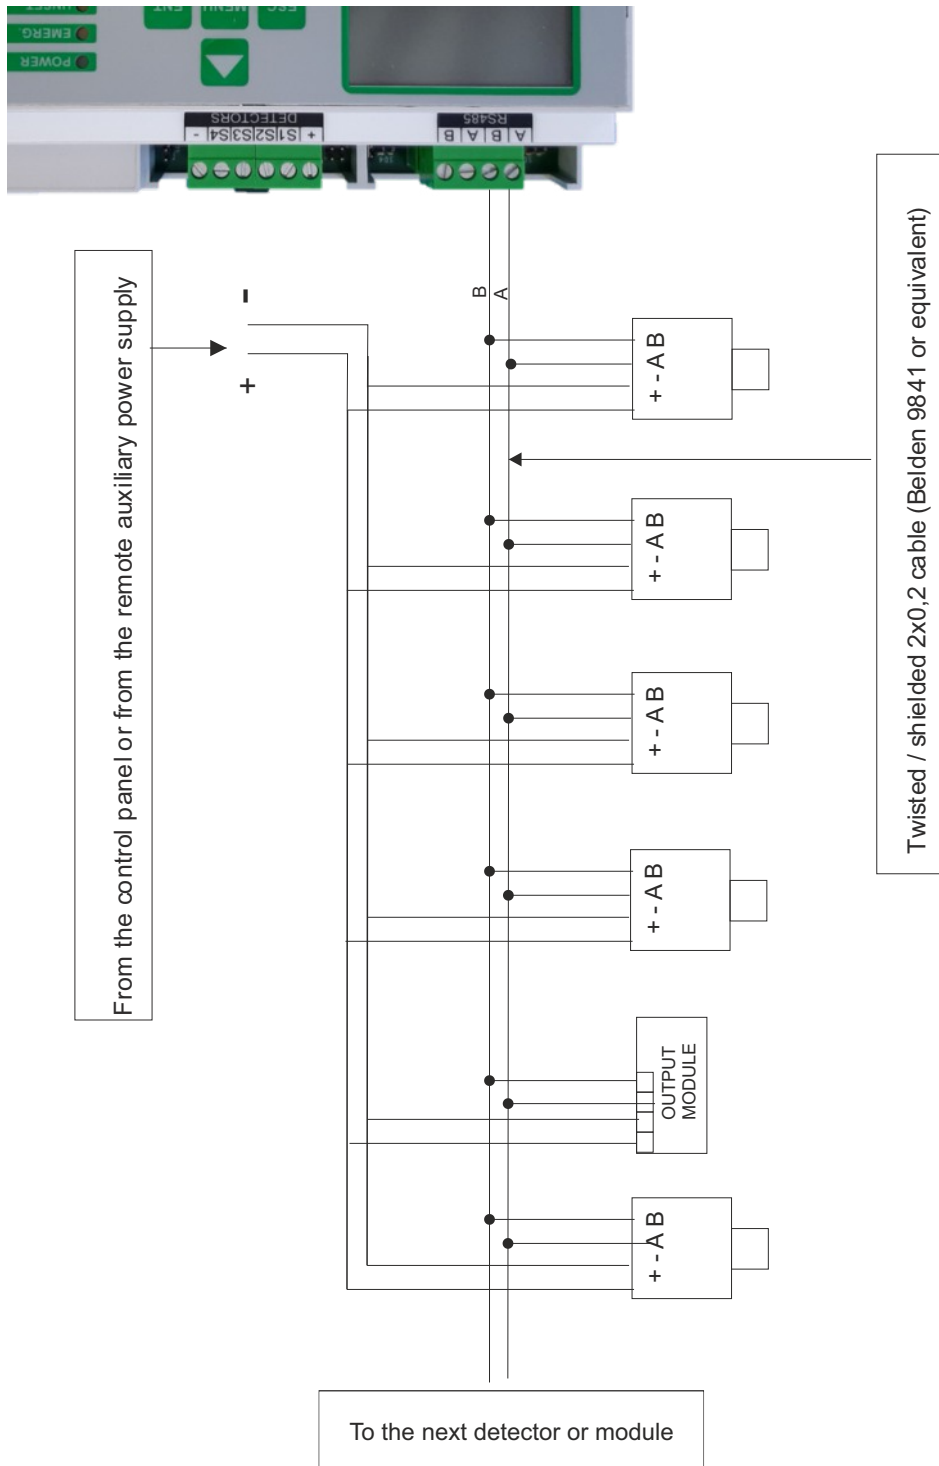 UNSET
ENT
MENU
ESC
EMERG.
POWER
DETECTORS
- S4 S3 S2 S1 +
RS485
B A B A
B
A
-
+
From the control panel or from the remote auxiliary power supply
Twisted / shielded 2x0,2 cable (Belden 9841 or equivalent)
+ - A B
+ - A B
+ - A B
+ - A B
OUTPUT
MODULE
+ - A B
To the next detector or module